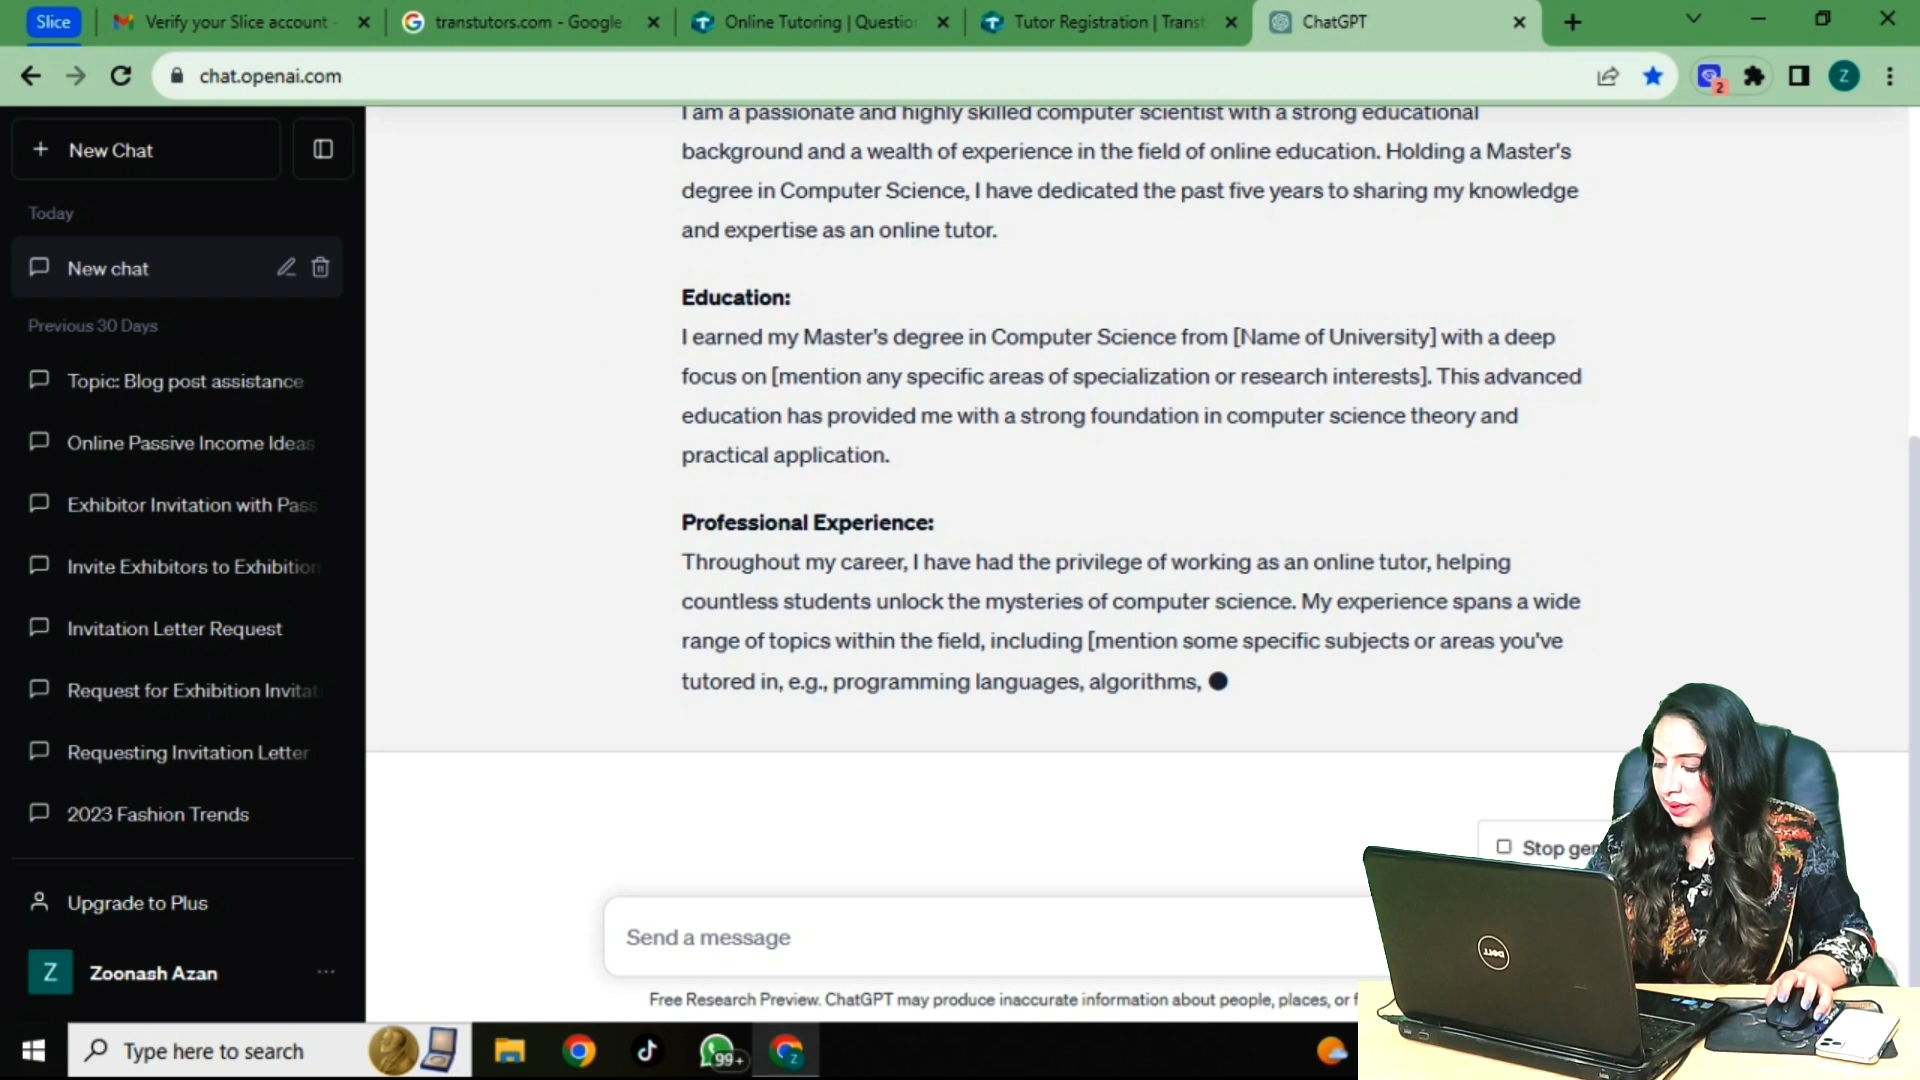 Slice
Verify your Slice account -
transtutors.com - Google
Online Tutoring | Question
Tutor Registration | Transt
ChatGPT
chat.openai.com
2
Z
New Chat
Today
New chat
Previous 30 Days
Topic: Blog post assistance
Online Passive Income Ideas
Exhibitor Invitation with Pass
Invite Exhibitors to Exhibition
Invitation Letter Request
Request for Exhibition Invitat
Requesting Invitation Letter
2023 Fashion Trends
Upgrade to Plus
Z
Zoonash Azan
I am a passionate and highly skilled computer scientist with a strong educational
background and a wealth of experience in the field of online education. Holding a Master's
degree in Computer Science, I have dedicated the past five years to sharing my knowledge
and expertise as an online tutor.
Education:
I earned my Master's degree in Computer Science from [Name of University] with a deep
focus on [mention any specific areas of specialization or research interests]. This advanced
education has provided me with a strong foundation in computer science theory and
practical application.
Professional Experience:
Throughout my career, I have had the privilege of working as an online tutor, helping
countless students unlock the mysteries of computer science. My experience spans a wide
range of topics within the field, including [mention some specific subjects or areas you've
tutored in, e.g., programming languages, algorithms,
Stop gen
Send a message
Free Research Preview. ChatGPT may produce inaccurate information about people, places, or f
Type here to search
99+
Z
DELL